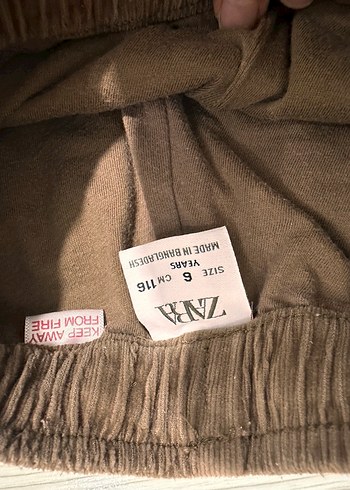 ZARA
SIZE 6 CM 116
YEARS
MADE IN BANGLADESH
KEEP AWAY
FROM FIRE